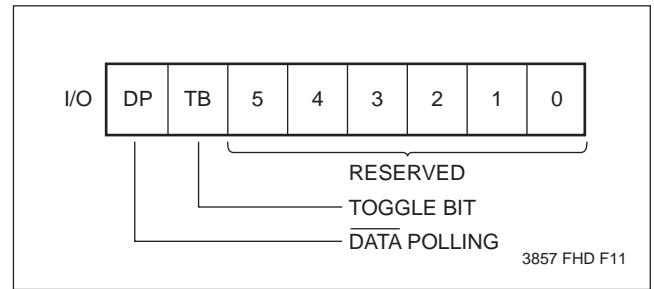 I/O DP TB 5 4 3 2 1 0
RESERVED
TOGGLE BIT
DATA POLLING
3857 FHD F11